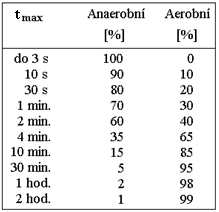 t max Anaerobní Aerobní
[%] [%]
do 3 s 100 0
10 s 90 10
30 s 80 20
1 min. 70 30
2 min. 60 40
4 min. 35 65
10 min. 15 85
30 min. 5 95
1 hod. 2 98
2 hod. 1 99